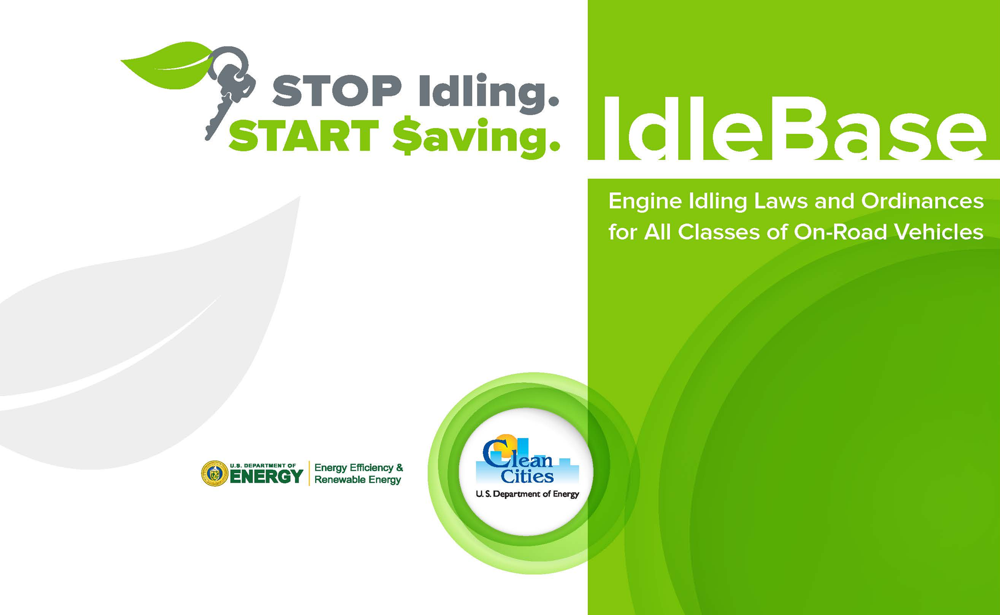 STOP Idling.
START $aving.
IdleBase
Engine Idling Laws and Ordinances
for All Classes of On-Road Vehicles
U.S. DEPARTMENT OF
ENERGY
Energy Efficiency &
Renewable Energy
Clean
Cities
U.S. Department of Energy